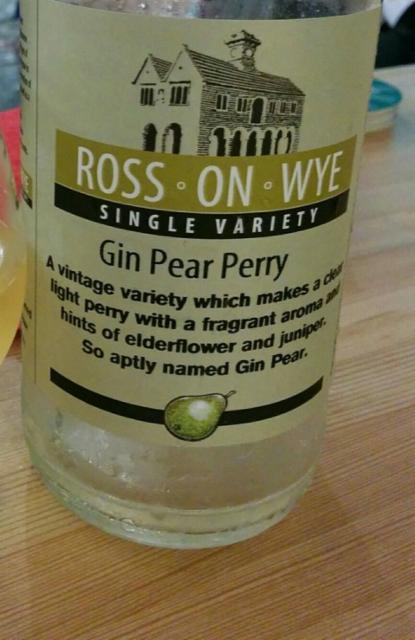 ROSS ◦ ON ◦ WYE
SINGLE VARIETY
Gin Pear Perry
A vintage variety which makes a clear
light perry with a fragrant aroma and
hints of elderflower and juniper.
So aptly named Gin Pear.